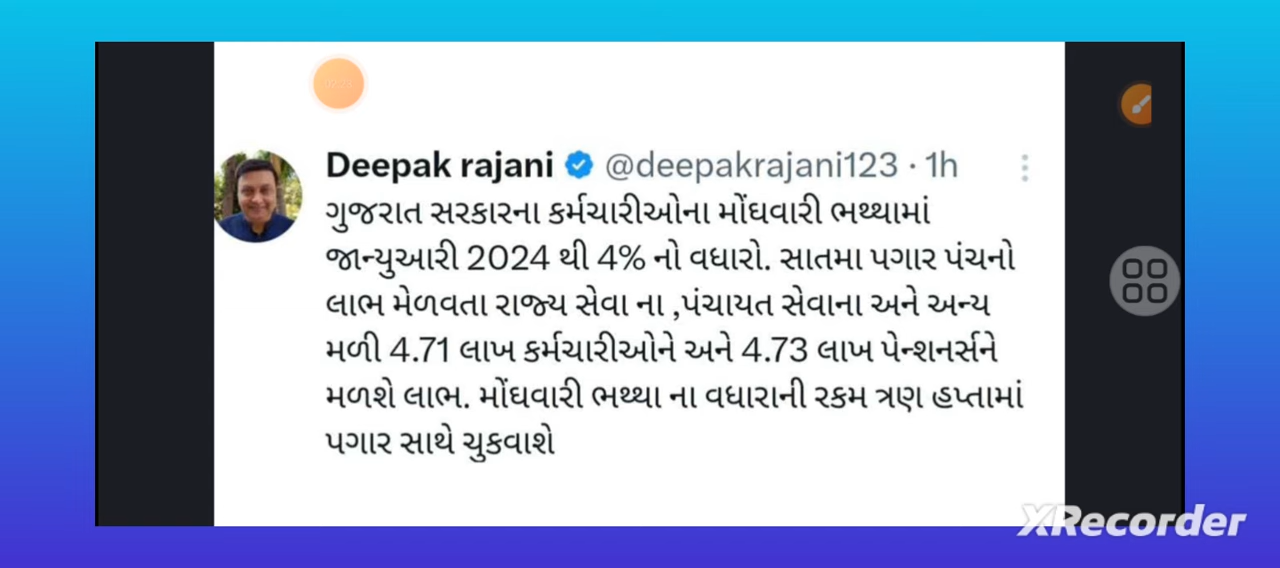 Deepak rajani @deepakrajani123 · 1h
ગુજરાત સરકારના કર્મચારીઓના મોંઘવારી ભથ્થામાં
જાન્યુઆરી 2024 થી 4% નો વધારો. સાતમા પગાર પંચનો
લાભ મેળવતા રાજ્ય સેવા ના ,પંચાયત સેવાના અને અન્ય
મળી 4.71 લાખ કર્મચારીઓને અને 4.73 લાખ પેન્શનર્સને
મળશે લાભ. મોંઘવારી ભથ્થા ના વધારાની રકમ ત્રણ હપ્તામાં
પગાર સાથે ચુકવાશે
XRecorder